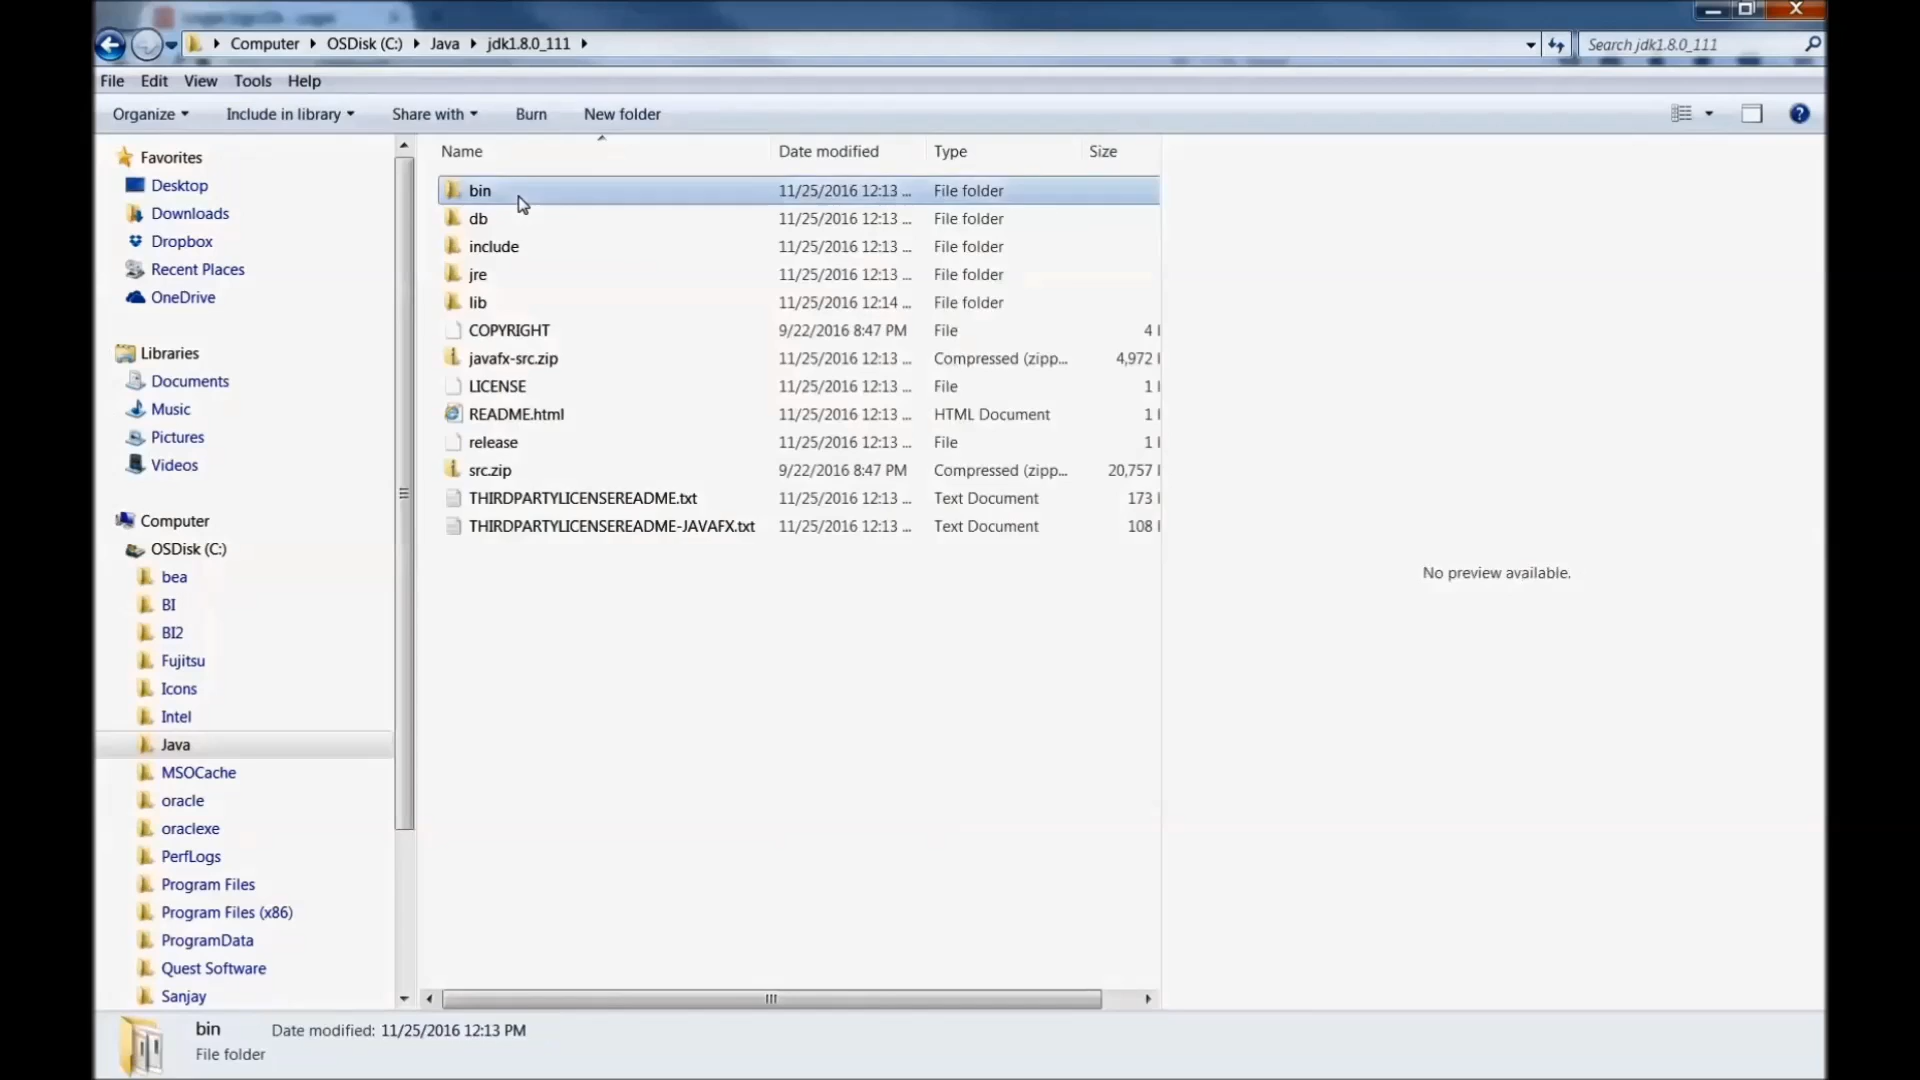 Computer OSDisk (C:) Java jdk1.8.0_111
Search jdk1.8.0_111
File Edit View Tools Help
Organize Include in library Share with Burn New folder
Name Date modified Type Size
Favorites
Desktop
Downloads
Dropbox
Recent Places
OneDrive
Libraries
Documents
Music
Pictures
Videos
Computer
OSDisk (C:)
bea
BI
BI2
Fujitsu
Icons
Intel
Java
MSOCache
oracle
oraclexe
PerfLogs
Program Files
Program Files (x86)
ProgramData
Quest Software
Sanjay
bin 11/25/2016 12:13 ... File folder
db 11/25/2016 12:13 ... File folder
include 11/25/2016 12:13 ... File folder
jre 11/25/2016 12:13 ... File folder
lib 11/25/2016 12:14 ... File folder
COPYRIGHT 9/22/2016 8:47 PM File 4
javafx-src.zip 11/25/2016 12:13 ... Compressed (zipp... 4,972
LICENSE 11/25/2016 12:13 ... File 1
README.html 11/25/2016 12:13 ... HTML Document 1
release 11/25/2016 12:13 ... File 1
src.zip 9/22/2016 8:47 PM Compressed (zipp... 20,757
THIRDPARTYLICENSEREADME.txt 11/25/2016 12:13 ... Text Document 173
THIRDPARTYLICENSEREADME-JAVAFX.txt 11/25/2016 12:13 ... Text Document 108
No preview available.
bin Date modified: 11/25/2016 12:13 PM
File folder